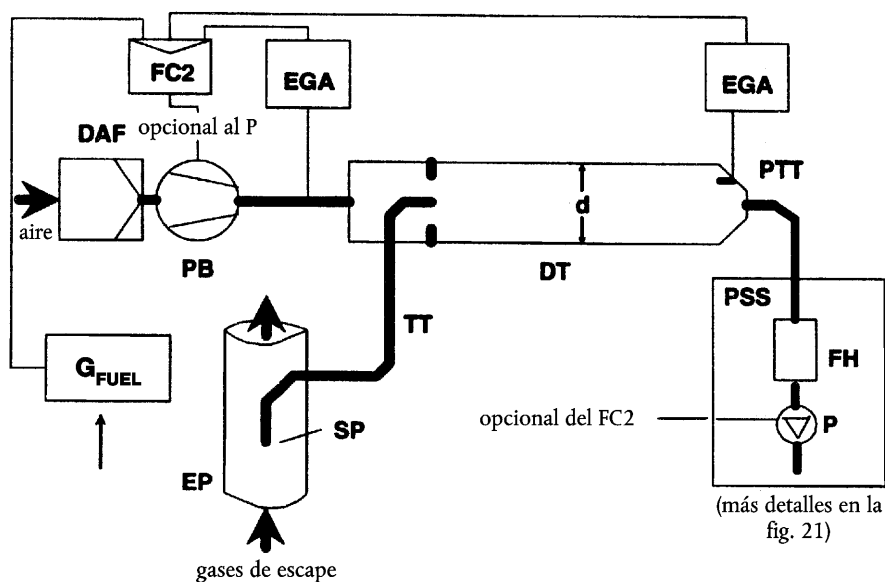 FC2
EGA
EGA
DAF
opcional al P
aire
PB
d
DT
PTT
PSS
TT
FH
G FUEL
opcional del FC2
P
SP
EP
(más detalles en la
fig. 21)
gases de escape